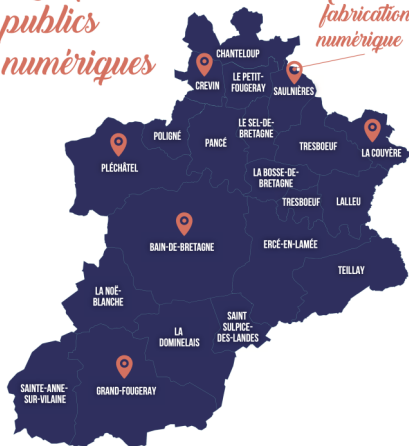 publics
numériques
fabrication
numérique
CHANTELOUP
CREVIN
LE PETIT-
FOUGERAY
SAULNIÈRES
POLIGNÉ
PANCÉ
LE SEL-DE-
BRETAGNE
TRESBOEUF
LA COUYÈRE
PLÉCHÂTEL
LA BOSSE-DE-
BRETAGNE
TRESBOEUF
LALLEU
BAIN-DE-BRETAGNE
ERCÉ-EN-LAMÉE
TEILLAY
LA NOË-
BLANCHE
LA
DOMINELAIS
SAINT
SULPICE-
DES-LANDES
SAINTE-ANNE-
SUR-VILAINE
GRAND-FOUGERAY